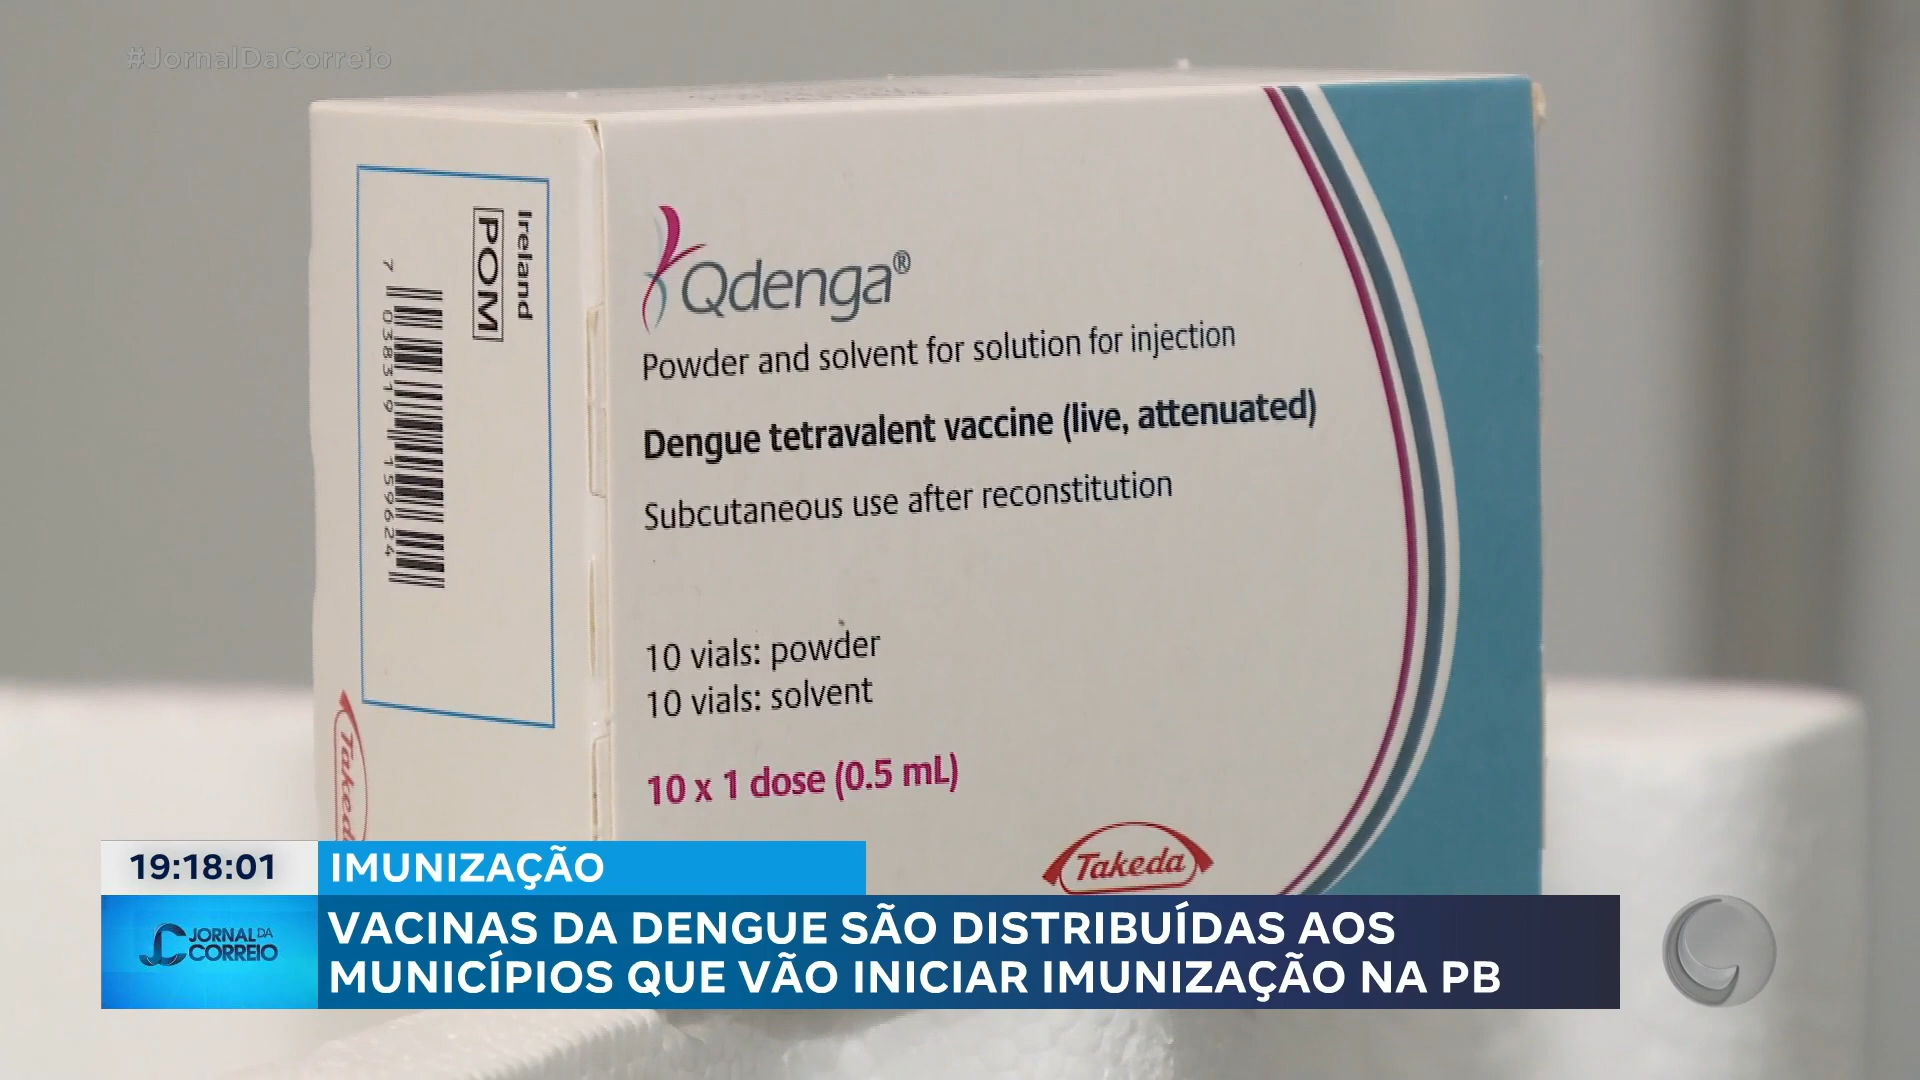 #JornalDaCorreio
Ireland
POM
7 038319 159624
Takeda
Qdenga®
Powder and solvent for solution for injection
Dengue tetravalent vaccine (live, attenuated)
Subcutaneous use after reconstitution
10 vials: powder
10 vials: solvent
10 x 1 dose (0.5 mL)
Takeda
19:18:01
IMUNIZAÇÃO
JC JORNAL DA CORREIO
VACINAS DA DENGUE SÃO DISTRIBUÍDAS AOS
MUNICÍPIOS QUE VÃO INICIAR IMUNIZAÇÃO NA PB